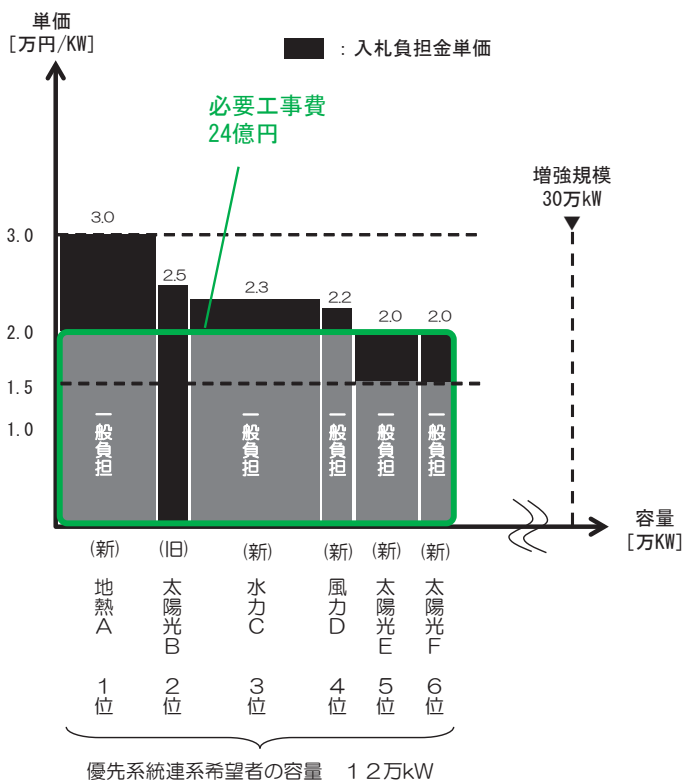 単価
[万円/KW]
：入札負担金単価
必要工事費
24億円
増強規模
30万kW
3.0
2.5
2.3
2.2
2.0
2.0
3.0
2.0
1.5
1.0
一般負担
一般負担
一般負担
一般負担
一般負担
容量
[万KW]
(新)
(旧)
(新)
(新)
(新)
(新)
地熱A
太陽光B
水力C
風力D
太陽光E
太陽光F
1位
2位
3位
4位
5位
6位
優先系統連系希望者の容量　１２万kW